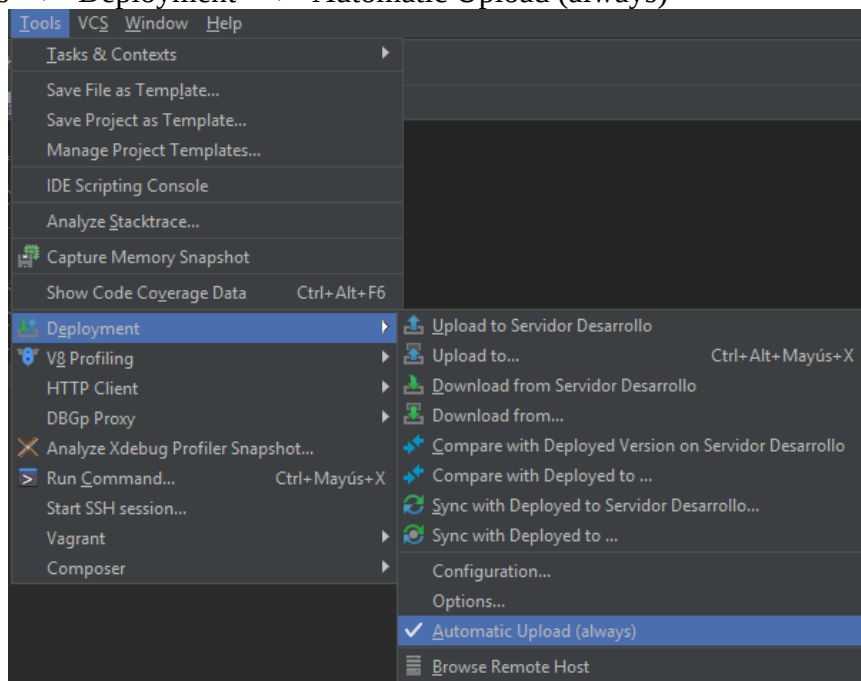 Deployment
Automatic Upload (always)
Tools VCS Window Help
Tasks & Contexts
Save File as Template...
Save Project as Template...
Manage Project Templates...
IDE Scripting Console
Analyze Stacktrace...
Capture Memory Snapshot
Show Code Coverage Data Ctrl+Alt+F6
Deployment
V8 Profiling
HTTP Client
DBGp Proxy
Analyze Xdebug Profiler Snapshot...
Run Command... Ctrl+Mayús+X
Start SSH session...
Vagrant
Composer
Upload to Servidor Desarrollo
Upload to... Ctrl+Alt+Mayús+X
Download from Servidor Desarrollo
Download from...
Compare with Deployed Version on Servidor Desarrollo
Compare with Deployed to ...
Sync with Deployed to Servidor Desarrollo...
Sync with Deployed to ...
Configuration...
Options...
Automatic Upload (always)
Browse Remote Host